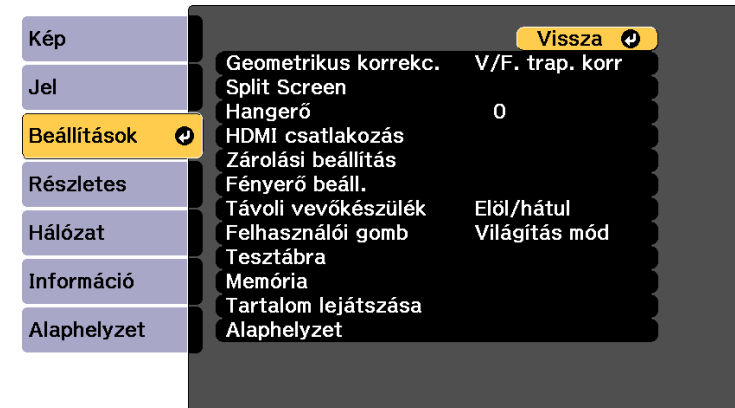 Kép
Jel
Beállítások
Részletes
Hálózat
Információ
Alaphelyzet
Vissza
Geometrikus korrekc. V/F. trap. korr
Split Screen
Hangerő 0
HDMI csatlakozás
Zárolási beállítás
Fényerő beáll.
Távoli vevőkészülék Elöl/hátul
Felhasználói gomb Világítás mód
Tesztábra
Memória
Tartalom lejátszása
Alaphelyzet